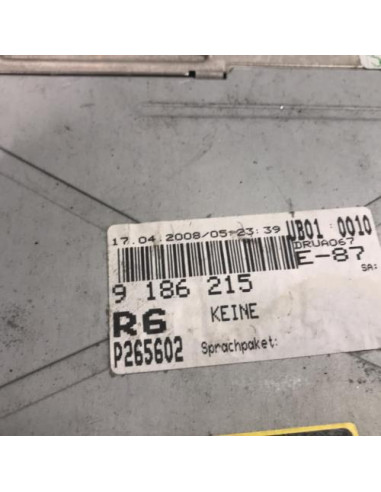 17.04.2008/05:23:39 UB01 0010
DRUA067
E-87
SA:
9 186 215
R6 KEINE
P265602 Sprachpaket: